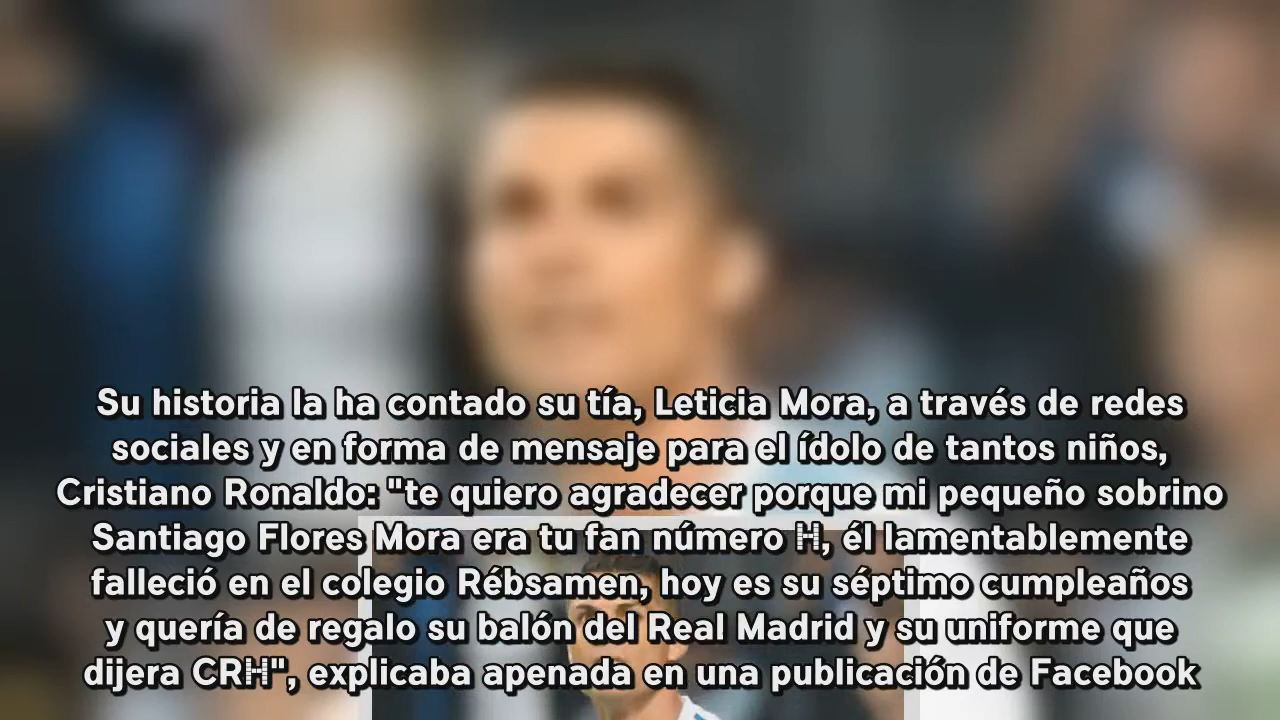 Su historia la ha contado su tía, Leticia Mora, a través de redes
sociales y en forma de mensaje para el ídolo de tantos niños,
Cristiano Ronaldo: "te quiero agradecer porque mi pequeño sobrino
Santiago Flores Mora era tu fan número H, él lamentablemente
falleció en el colegio Rébsamen, hoy es su séptimo cumpleaños
y quería de regalo su balón del Real Madrid y su uniforme que
dijera CRH", explicaba apenada en una publicación de Facebook